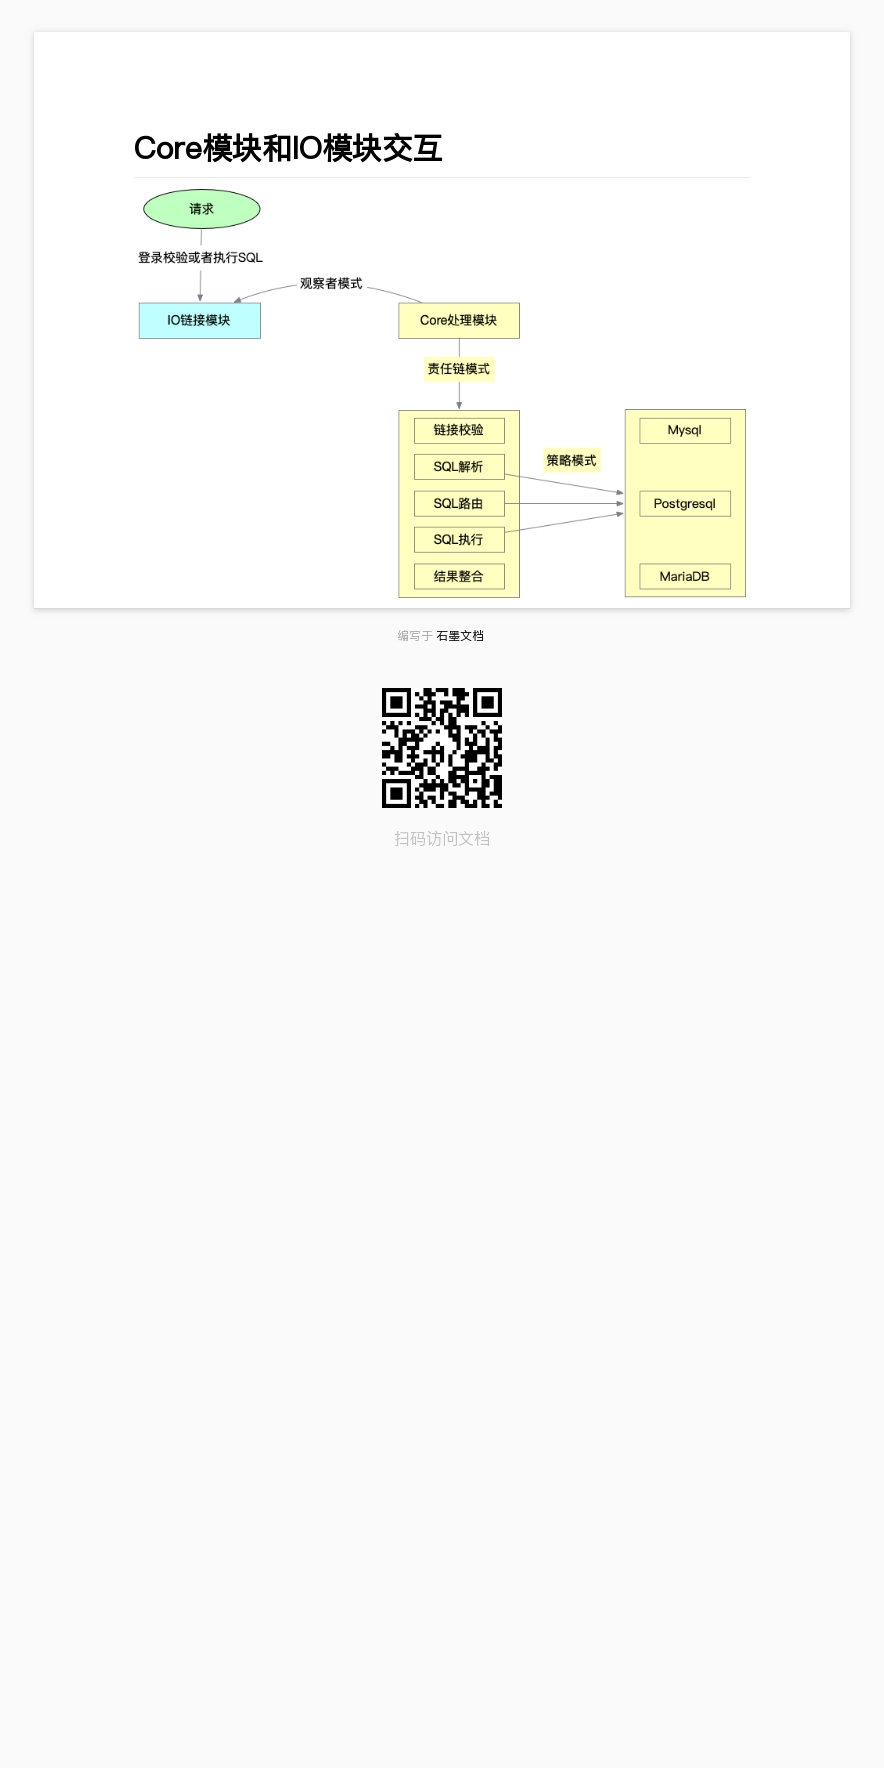 Core模块和IO模块交互
请求
登录校验或者执行SQL
观察者模式
IO链接模块
Core处理模块
责任链模式
链接校验
SQL解析
SQL路由
SQL执行
结果整合
策略模式
Mysql
Postgresql
MariaDB
编写于 石墨文档
扫码访问文档